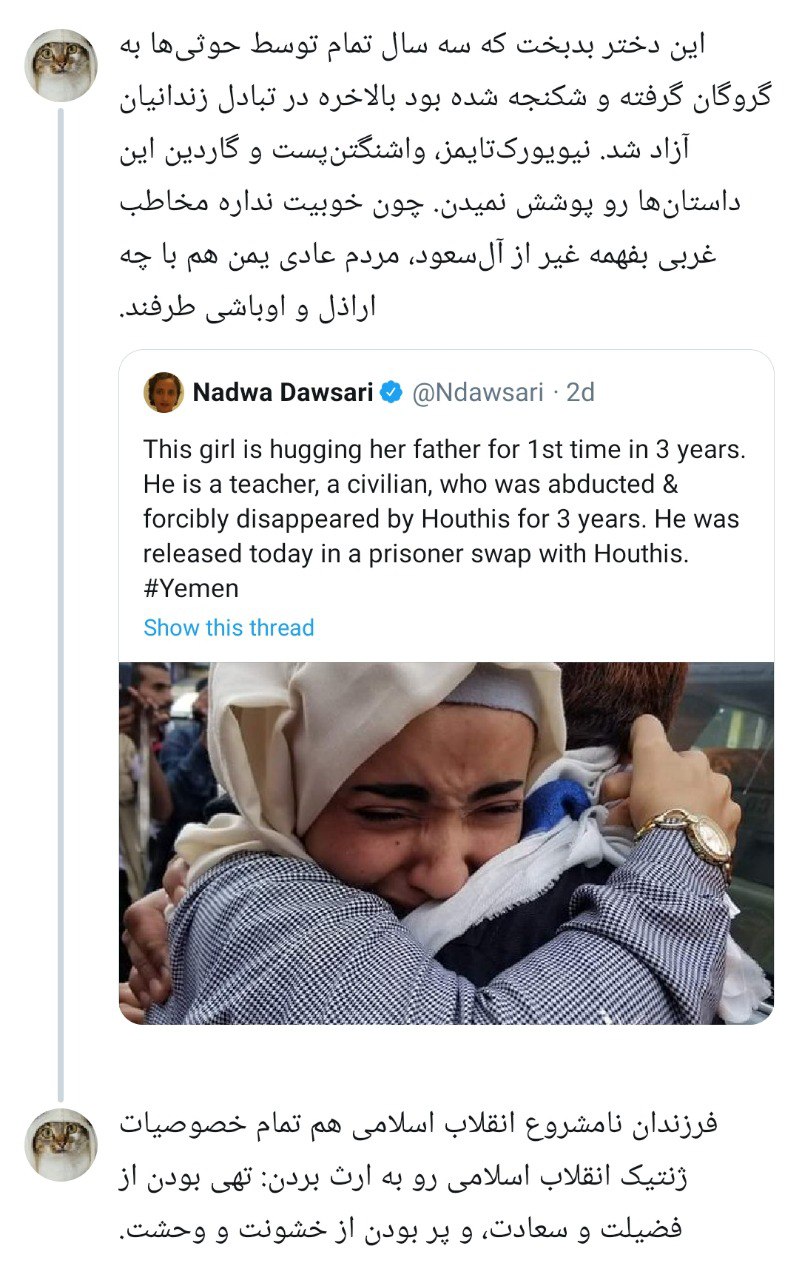 این دختر بدبخت که سه سال تمام توسط حوثی‌ها به
گروگان گرفته و شکنجه شده بود بالاخره در تبادل زندانیان
آزاد شد. نیویورک‌تایمز، واشنگتن‌پست و گاردین این
داستان‌ها رو پوشش نمیدن. چون خوبیت نداره مخاطب
غربی بفهمه غیر از آل‌سعود، مردم عادی یمن هم با چه
اراذل و اوباشی طرفند.
Nadwa Dawsari @Ndawsari · 2d
This girl is hugging her father for 1st time in 3 years.
He is a teacher, a civilian, who was abducted &
forcibly disappeared by Houthis for 3 years. He was
released today in a prisoner swap with Houthis.
#Yemen
Show this thread
فرزندان نامشروع انقلاب اسلامی هم تمام خصوصیات
ژنتیک انقلاب اسلامی رو به ارث بردن: تهی بودن از
فضیلت و سعادت، و پر بودن از خشونت و وحشت.